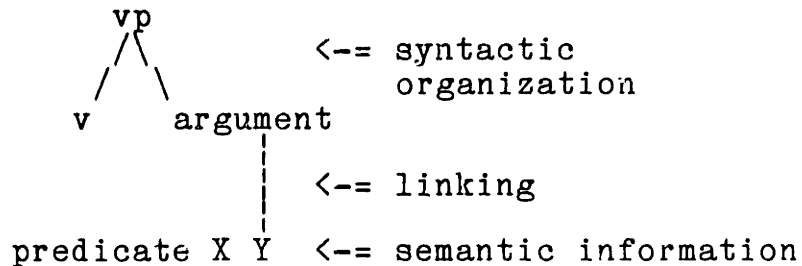 vp
<-= syntactic
organization
v argument
<-= linking
predicate X Y <-= semantic information